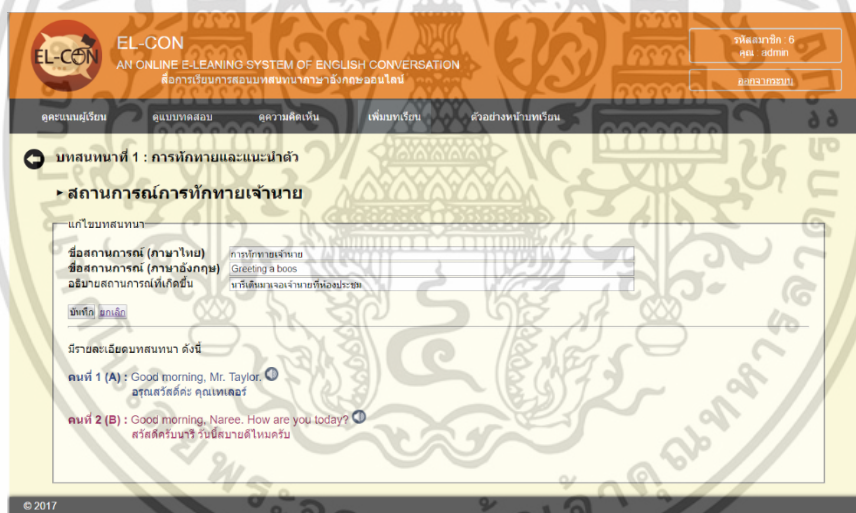 EL-CON
EL-CON
AN ONLINE E-LEANING SYSTEM OF ENGLISH CONVERSATION
สื่อการเรียนการสอนบทสนทนาภาษาอังกฤษออนไลน์
รหัสสมาชิก : 6
คุณ admin
ออกจากระบบ
ดูคะแนนผู้เรียน ดูแบบทดสอบ ดูความคิดเห็น เพิ่มบทเรียน ตัวอย่างหน้าบทเรียน
บทสนทนาที่ 1 : การทักทายและแนะนำตัว
สถานการณ์การทักทายเจ้านาย
แก้ไขบทสนทนา
ชื่อสถานการณ์ (ภาษาไทย) การทักทายเจ้านาย
ชื่อสถานการณ์ (ภาษาอังกฤษ) Greeting a boos
อธิบายสถานการณ์ที่เกิดขึ้น นารีเดินมาเจอเจ้านายที่ห้องประชุม
บันทึก ยกเลิก
มีรายละเอียดบทสนทนา ดังนี้
คนที่ 1 (A) : Good morning, Mr. Taylor.
อรุณสวัสดิ์ค่ะ คุณเทเลอร์
คนที่ 2 (B) : Good morning, Naree. How are you today?
สวัสดีครับนารี วันนี้สบายดีไหมครับ
© 2017